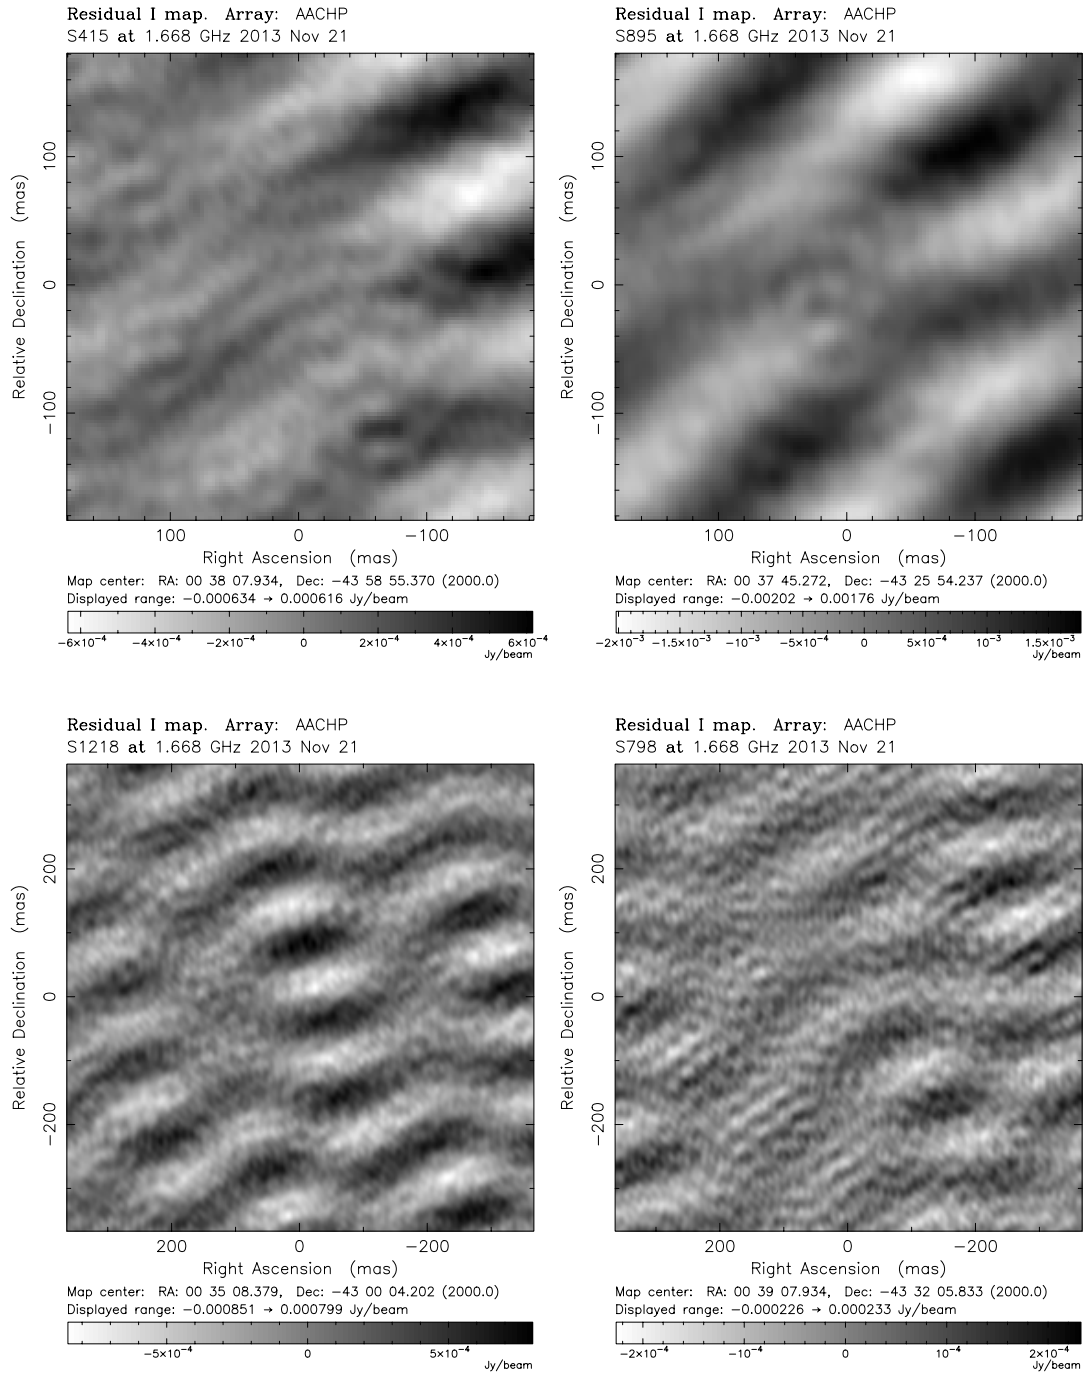 Residual I map. Array: AACHP
S415 at 1.668 GHz 2013 Nov 21
Relative Declination (mas)
100
0
−100
100 0 −100
Right Ascension (mas)
Map center: RA: 00 38 07.934, Dec: −43 58 55.370 (2000.0)
Displayed range: −0.000634 → 0.000616 Jy/beam
−6×10⁻⁴ −4×10⁻⁴ −2×10⁻⁴ 0 2×10⁻⁴ 4×10⁻⁴ 6×10⁻⁴
Jy/beam
Residual I map. Array: AACHP
S895 at 1.668 GHz 2013 Nov 21
Relative Declination (mas)
100
0
−100
100 0 −100
Right Ascension (mas)
Map center: RA: 00 37 45.272, Dec: −43 25 54.237 (2000.0)
Displayed range: −0.00202 → 0.00176 Jy/beam
−2×10⁻³ −1.5×10⁻³ −10⁻³ −5×10⁻⁴ 0 5×10⁻⁴ 10⁻³ 1.5×10⁻³
Jy/beam
Residual I map. Array: AACHP
S1218 at 1.668 GHz 2013 Nov 21
Relative Declination (mas)
200
0
−200
200 0 −200
Right Ascension (mas)
Map center: RA: 00 35 08.379, Dec: −43 00 04.202 (2000.0)
Displayed range: −0.000851 → 0.000799 Jy/beam
−5×10⁻⁴ 0 5×10⁻⁴
Jy/beam
Residual I map. Array: AACHP
S798 at 1.668 GHz 2013 Nov 21
Relative Declination (mas)
200
0
−200
200 0 −200
Right Ascension (mas)
Map center: RA: 00 39 07.934, Dec: −43 32 05.833 (2000.0)
Displayed range: −0.000226 → 0.000233 Jy/beam
−2×10⁻⁴ −10⁻⁴ 0 10⁻⁴ 2×10⁻⁴
Jy/beam